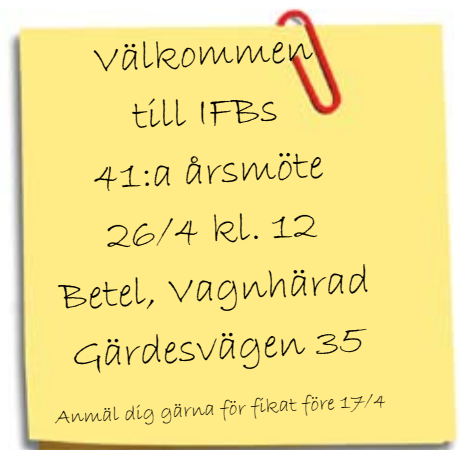 Välkommen
till IFBs
41:a årsmöte
26/4 kl. 12
Betel, Vagnhärad
Gärdesvägen 35
Anmäl dig gärna för fikat före 17/4